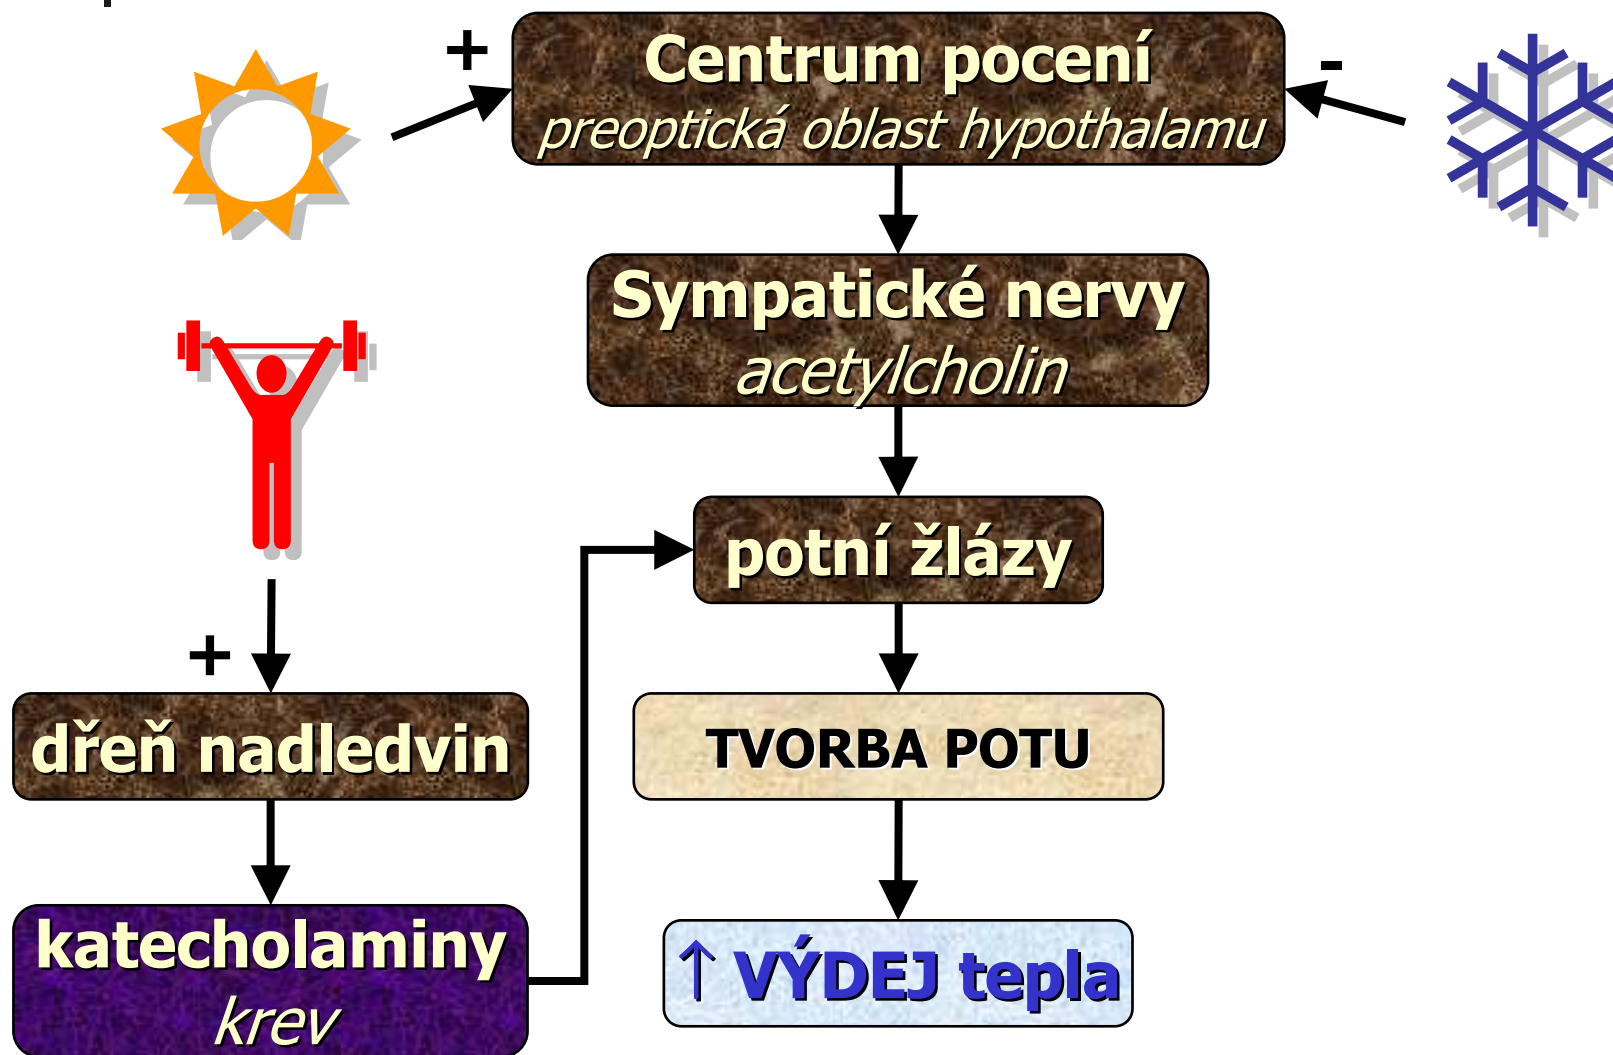 +
Centrum pocení
preoptická oblast hypothalamu
-
Sympatické nervy
acetylcholin
potní žlázy
+
dřeň nadledvin
TVORBA POTU
katecholaminy
krev
↑ VÝDEJ tepla